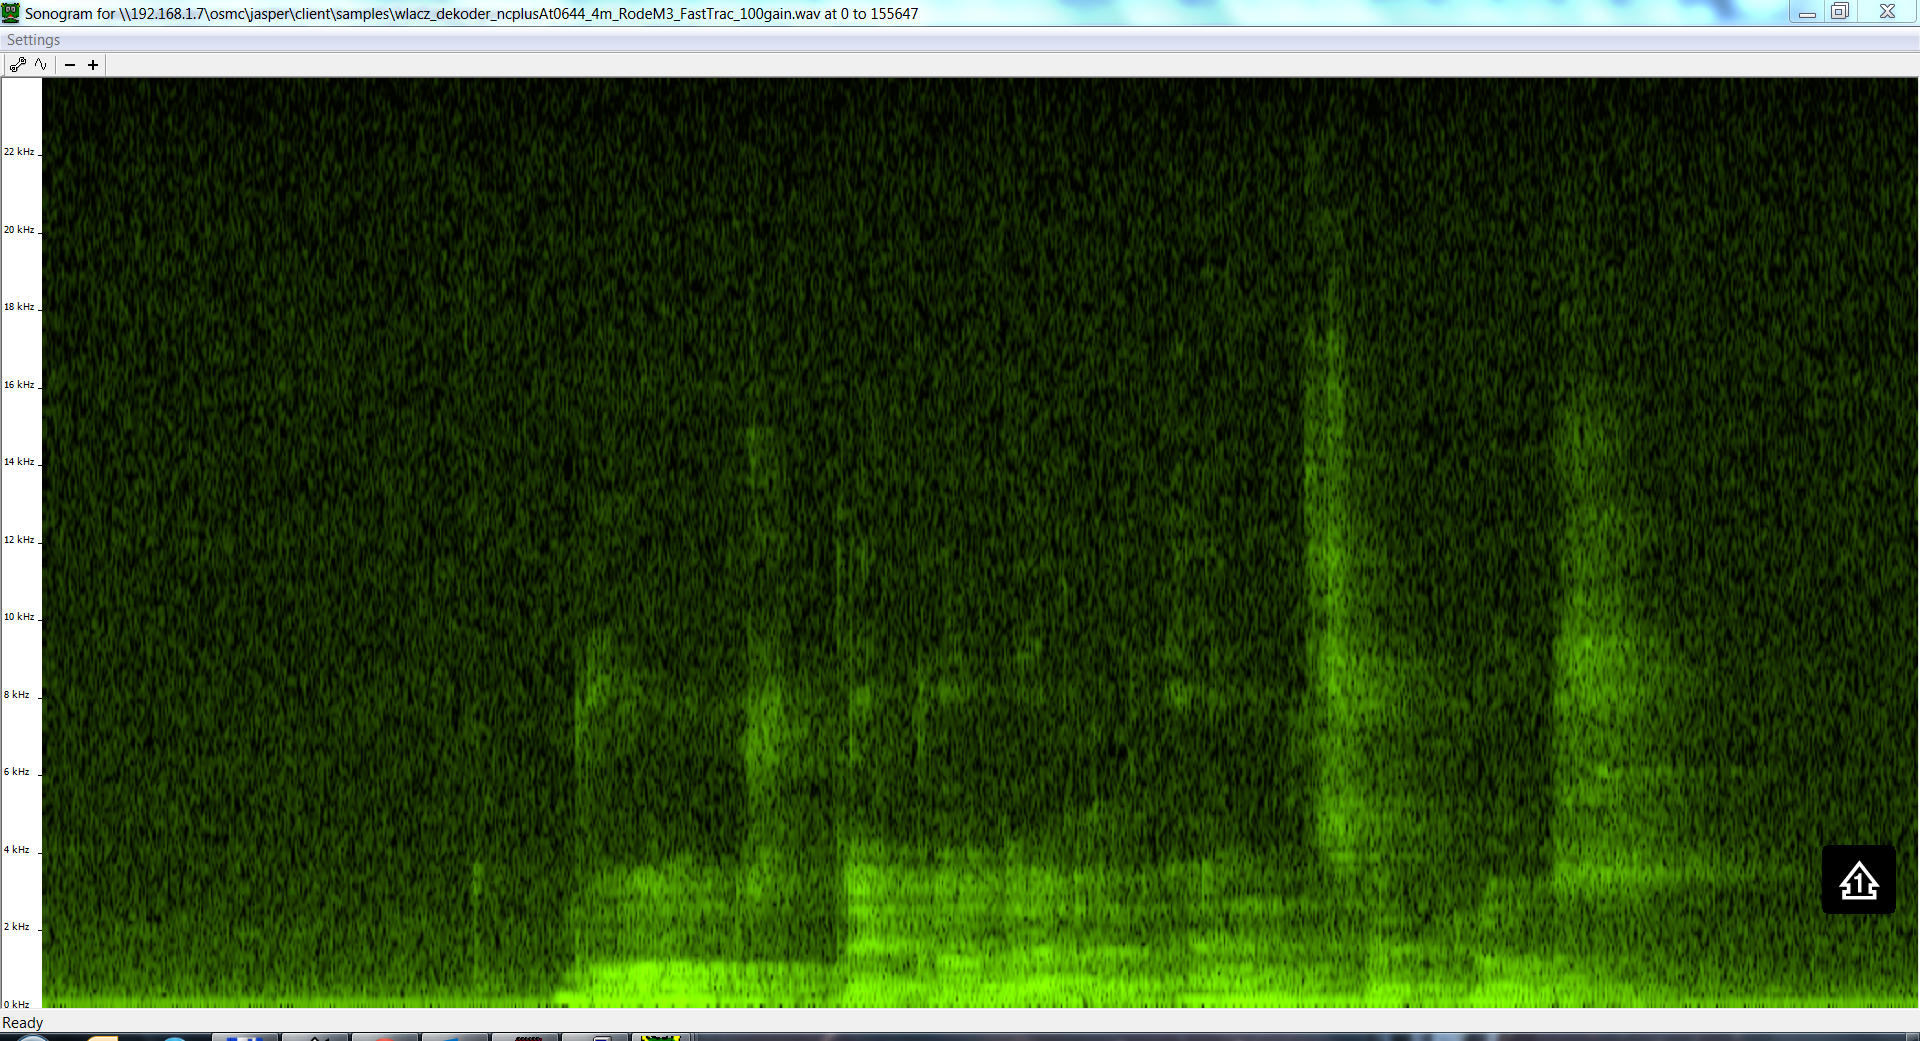 Sonogram for \\192.168.1.7\osmc\jasper\client\samples\wlacz_dekoder_ncplusAt0644_4m_RodeM3_FastTrac_100gain.wav at 0 to 155647
Settings
22 kHz
20 kHz
18 kHz
16 kHz
14 kHz
12 kHz
10 kHz
8 kHz
6 kHz
4 kHz
2 kHz
0 kHz
1
Ready